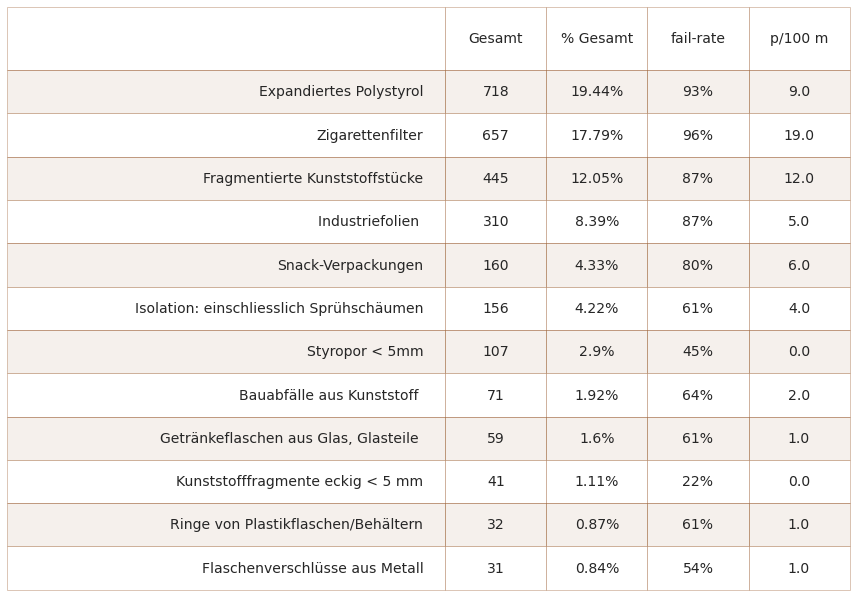 Gesamt % Gesamt fail-rate p/100 m
Expandiertes Polystyrol 718 19.44% 93% 9.0
Zigarettenfilter 657 17.79% 96% 19.0
Fragmentierte Kunststoffstücke 445 12.05% 87% 12.0
Industriefolien 310 8.39% 87% 5.0
Snack-Verpackungen 160 4.33% 80% 6.0
Isolation: einschliesslich Sprühschäumen 156 4.22% 61% 4.0
Styropor < 5mm 107 2.9% 45% 0.0
Bauabfälle aus Kunststoff 71 1.92% 64% 2.0
Getränkeflaschen aus Glas, Glasteile 59 1.6% 61% 1.0
Kunststofffragmente eckig < 5 mm 41 1.11% 22% 0.0
Ringe von Plastikflaschen/Behältern 32 0.87% 61% 1.0
Flaschenverschlüsse aus Metall 31 0.84% 54% 1.0